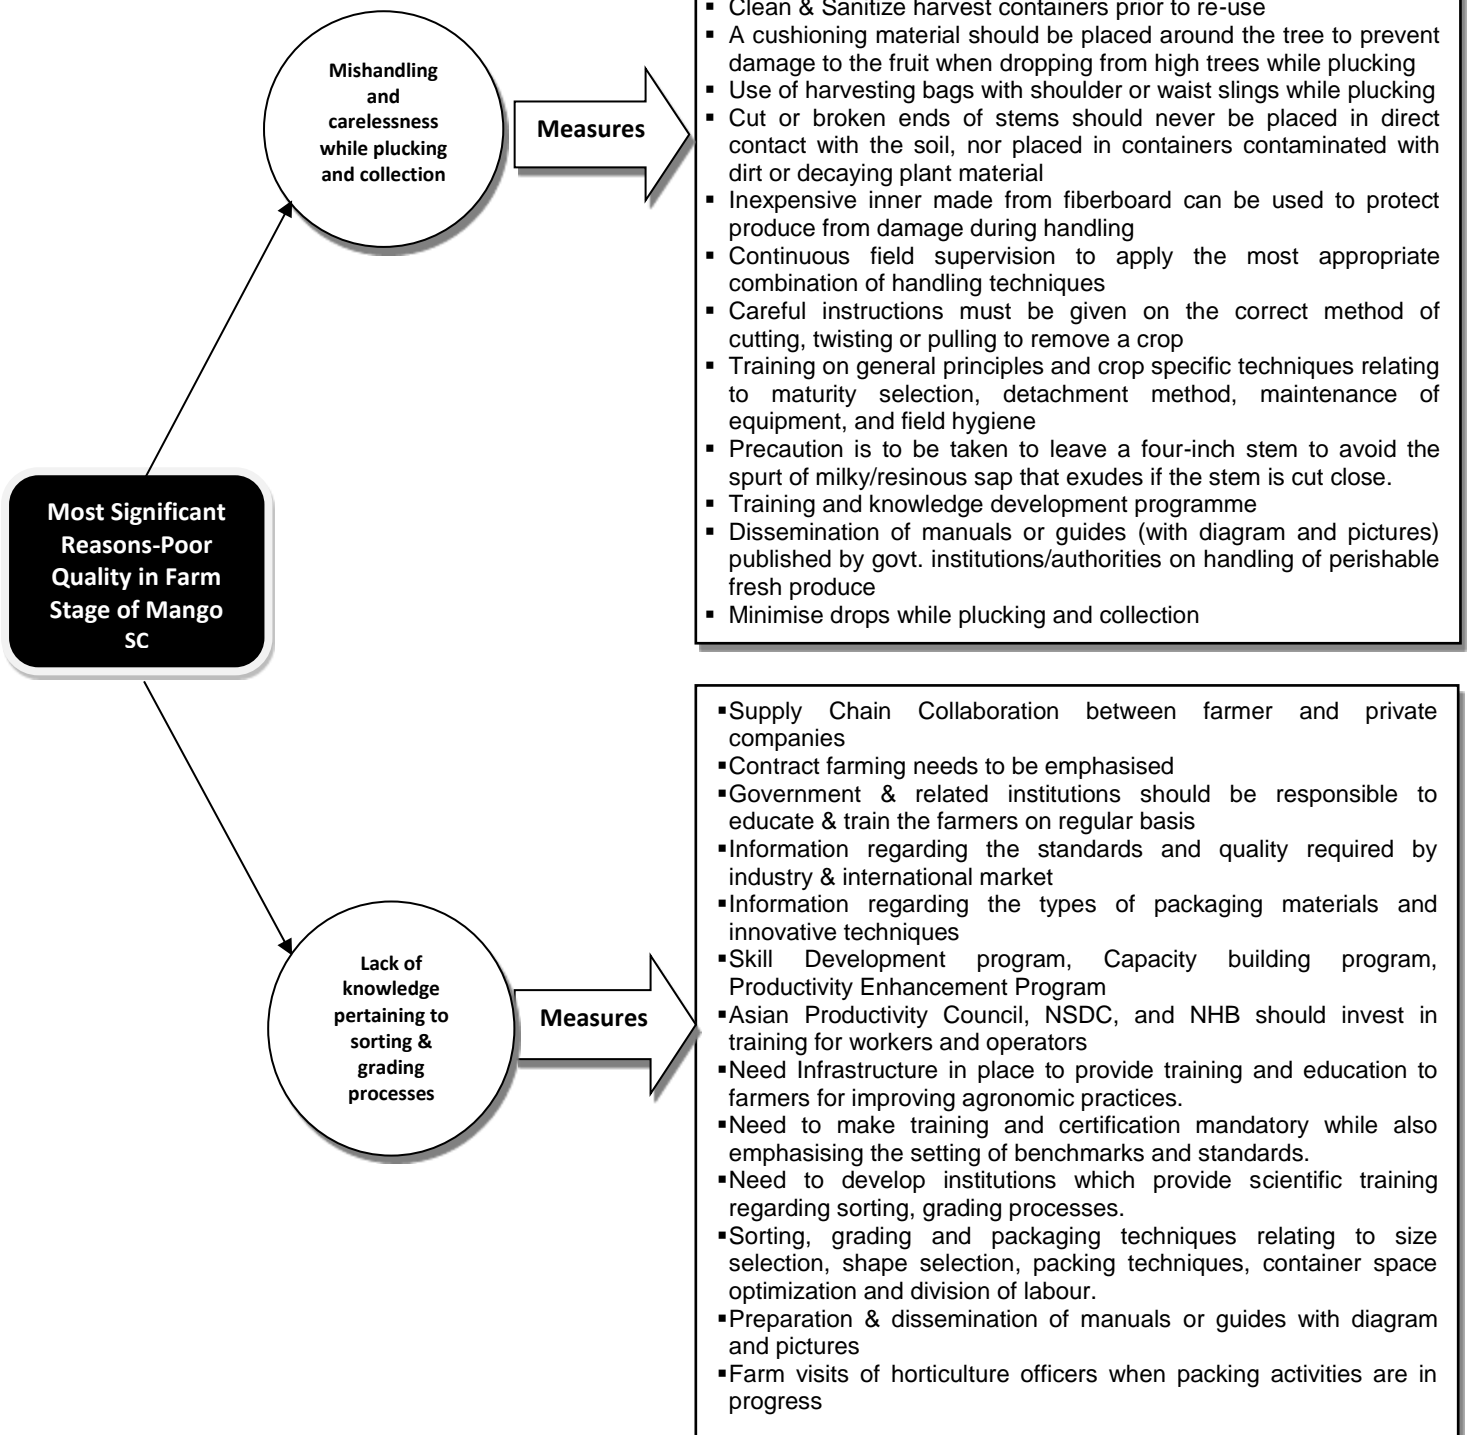 ▪ Clean & Sanitize harvest containers prior to re-use
▪ A cushioning material should be placed around the tree to prevent
damage to the fruit when dropping from high trees while plucking
▪ Use of harvesting bags with shoulder or waist slings while plucking
▪ Cut or broken ends of stems should never be placed in direct
contact with the soil, nor placed in containers contaminated with
dirt or decaying plant material
▪ Inexpensive inner made from fiberboard can be used to protect
produce from damage during handling
▪ Continuous field supervision to apply the most appropriate
combination of handling techniques
▪ Careful instructions must be given on the correct method of
cutting, twisting or pulling to remove a crop
▪ Training on general principles and crop specific techniques relating
to maturity selection, detachment method, maintenance of
equipment, and field hygiene
▪ Precaution is to be taken to leave a four-inch stem to avoid the
spurt of milky/resinous sap that exudes if the stem is cut close.
▪ Training and knowledge development programme
▪ Dissemination of manuals or guides (with diagram and pictures)
published by govt. institutions/authorities on handling of perishable
fresh produce
▪ Minimise drops while plucking and collection
Mishandling
and
carelessness
while plucking
and collection
Measures
Most Significant
Reasons-Poor
Quality in Farm
Stage of Mango
SC
Lack of
knowledge
pertaining to
sorting &
grading
processes
Measures
▪Supply Chain Collaboration between farmer and private
companies
▪Contract farming needs to be emphasised
▪Government & related institutions should be responsible to
educate & train the farmers on regular basis
▪Information regarding the standards and quality required by
industry & international market
▪Information regarding the types of packaging materials and
innovative techniques
▪Skill Development program, Capacity building program,
Productivity Enhancement Program
▪Asian Productivity Council, NSDC, and NHB should invest in
training for workers and operators
▪Need Infrastructure in place to provide training and education to
farmers for improving agronomic practices.
▪Need to make training and certification mandatory while also
emphasising the setting of benchmarks and standards.
▪Need to develop institutions which provide scientific training
regarding sorting, grading processes.
▪Sorting, grading and packaging techniques relating to size
selection, shape selection, packing techniques, container space
optimization and division of labour.
▪Preparation & dissemination of manuals or guides with diagram
and pictures
▪Farm visits of horticulture officers when packing activities are in
progress